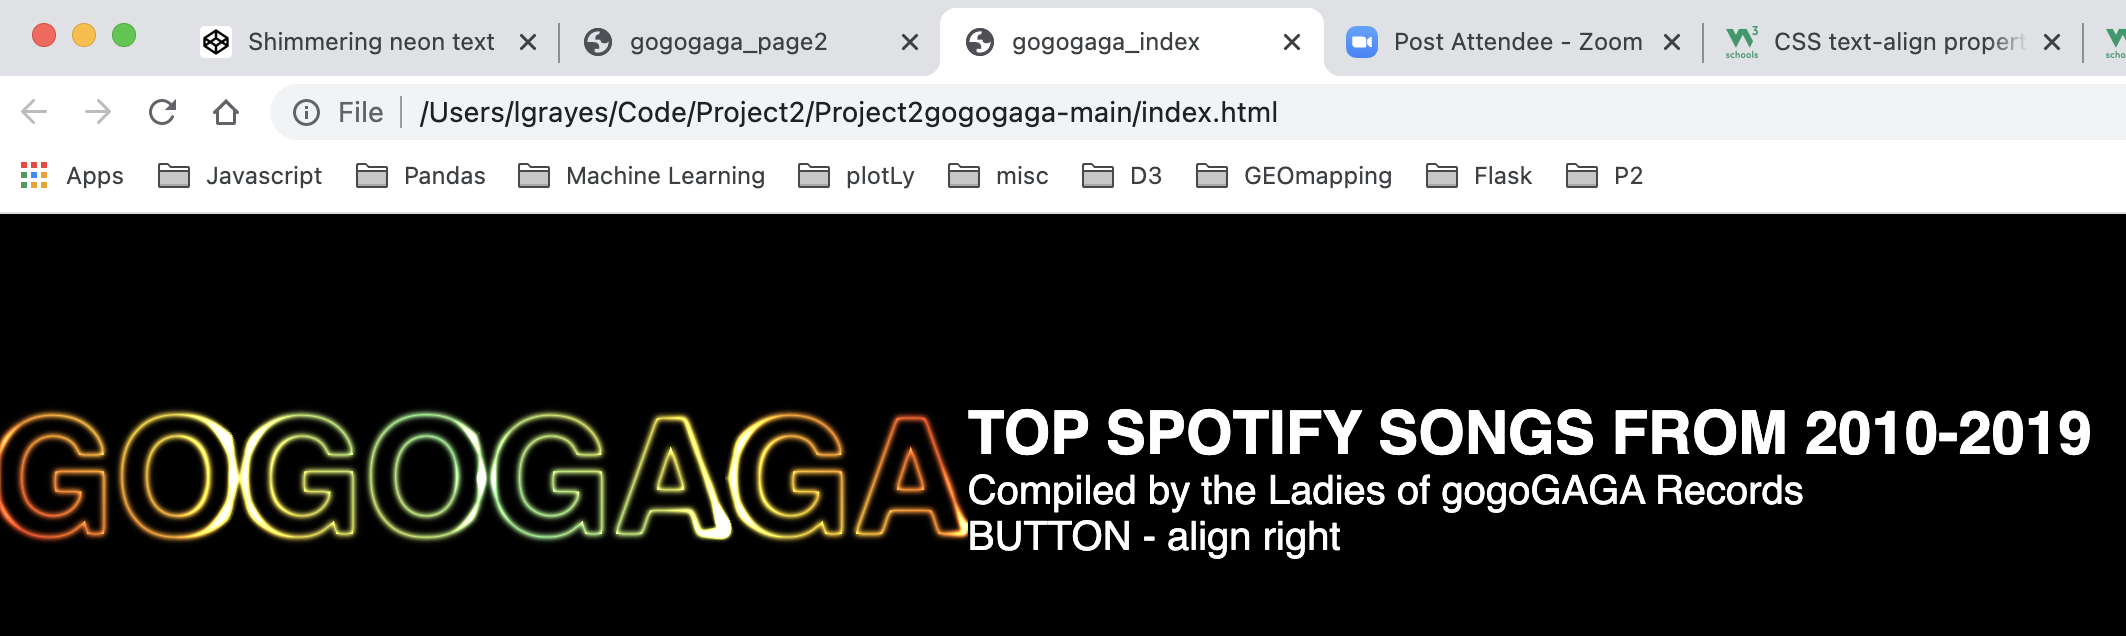 Shimmering neon text
gogogaga_page2
gogogaga_index
Post Attendee - Zoom
W3 schools
CSS text-align propert
File
/Users/lgrayes/Code/Project2/Project2gogogaga-main/index.html
Apps
Javascript
Pandas
Machine Learning
plotLy
misc
D3
GEOmapping
Flask
P2
GOGOGAGA
TOP SPOTIFY SONGS FROM 2010-2019
Compiled by the Ladies of gogoGAGA Records
BUTTON - align right